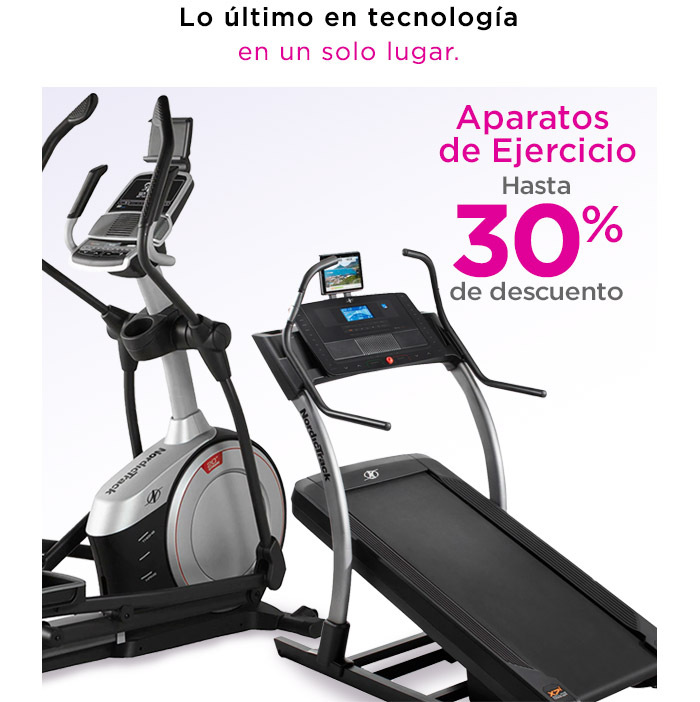 Lo último en tecnología
en un solo lugar.
Aparatos
de Ejercicio
Hasta
30%
de descuento
NordicTrack
NordicTrack